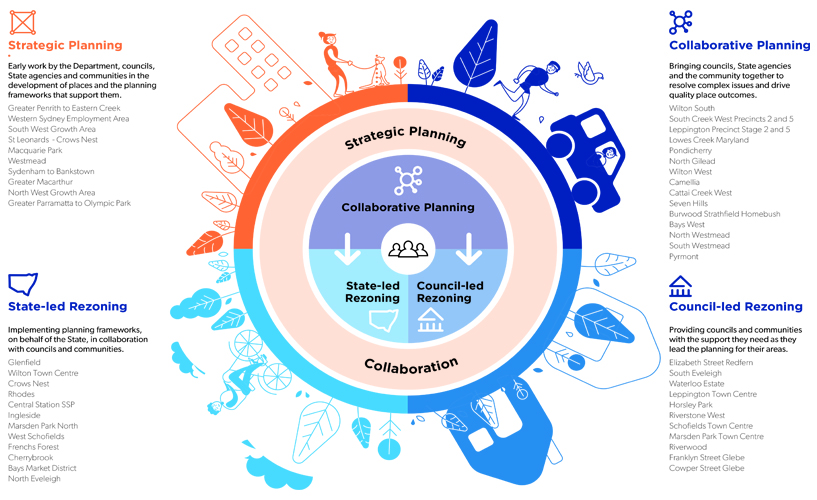 Strategic Planning
Early work by the Department, councils,
State agencies and communities in the
development of places and the planning
frameworks that support them.
Greater Penrith to Eastern Creek
Western Sydney Employment Area
South West Growth Area
St Leonards - Crows Nest
Macquarie Park
Westmead
Sydenham to Bankstown
Greater Macarthur
North West Growth Area
Greater Parramatta to Olympic Park
State-led Rezoning
Implementing planning frameworks,
on behalf of the State, in collaboration
with councils and communities.
Glenfield
Wilton Town Centre
Crows Nest
Rhodes
Central Station SSP
Ingleside
Marsden Park North
West Schofields
Frenchs Forest
Cherrybrook
Bays Market District
North Eveleigh
Strategic Planning
Collaborative Planning
State-led
Rezoning
Council-led
Rezoning
Collaboration
Collaborative Planning
Bringing councils, State agencies
and the community together to
resolve complex issues and drive
quality place outcomes.
Wilton South
South Creek West Precincts 2 and 5
Leppington Precinct Stage 2 and 5
Lowes Creek Maryland
Pondicherry
North Gilead
Wilton West
Camellia
Cattai Creek West
Seven Hills
Burwood Strathfield Homebush
Bays West
North Westmead
South Westmead
Pyrmont
Council-led Rezoning
Providing councils and communities
with the support they need as they
lead the planning for their areas.
Elizabeth Street Redfern
South Eveleigh
Waterloo Estate
Leppington Town Centre
Horsley Park
Riverstone West
Schofields Town Centre
Marsden Park Town Centre
Riverwood
Franklyn Street Glebe
Cowper Street Glebe